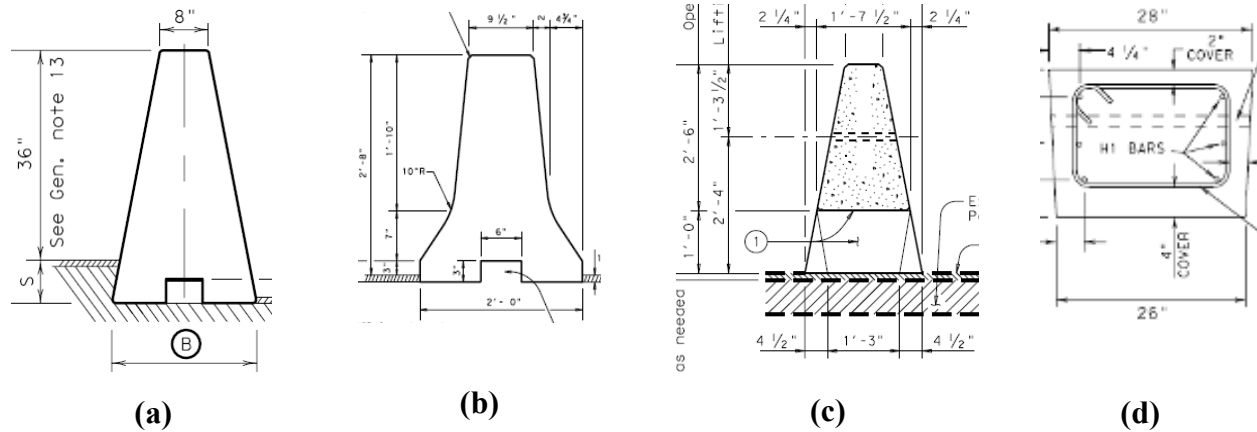 8"
36"
See Gen. note 13
S
B
(a)
9 ½"
2
4¾"
2'-8"
1'-10"
10"R
7"
3"
6"
3"
2'- 0"
(b)
Ope
Lift
2 ¼"
1'-7 ½"
2 ¼"
2'-6"
1'-3 ½"
1'-0"
2'-4"
1
as needed
4 ½"
1'-3"
4 ½"
(c)
28"
4 ¼"
2"
COVER
H1 BARS
4"
COVER
26"
(d)